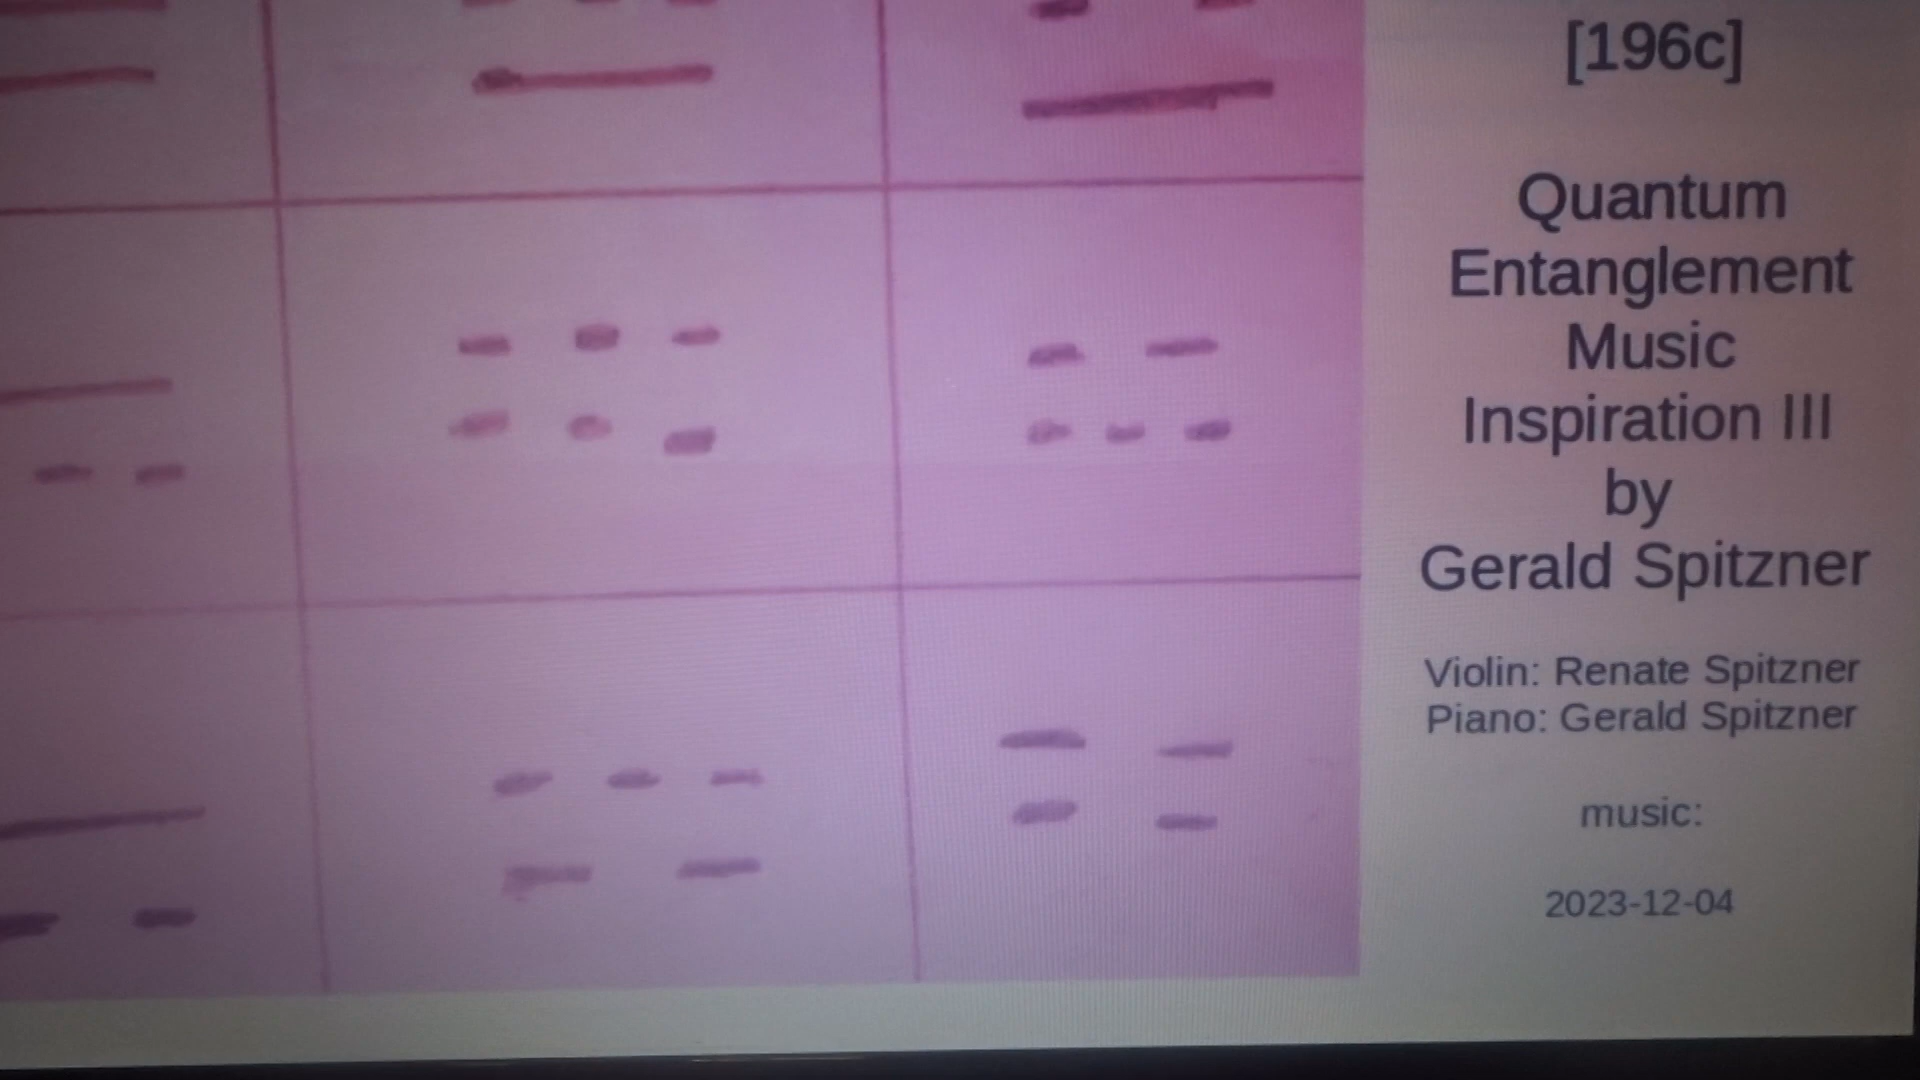 [196c]
Quantum
Entanglement
Music
Inspiration III
by
Gerald Spitzner
Violin: Renate Spitzner
Piano: Gerald Spitzner
music:
2023-12-04